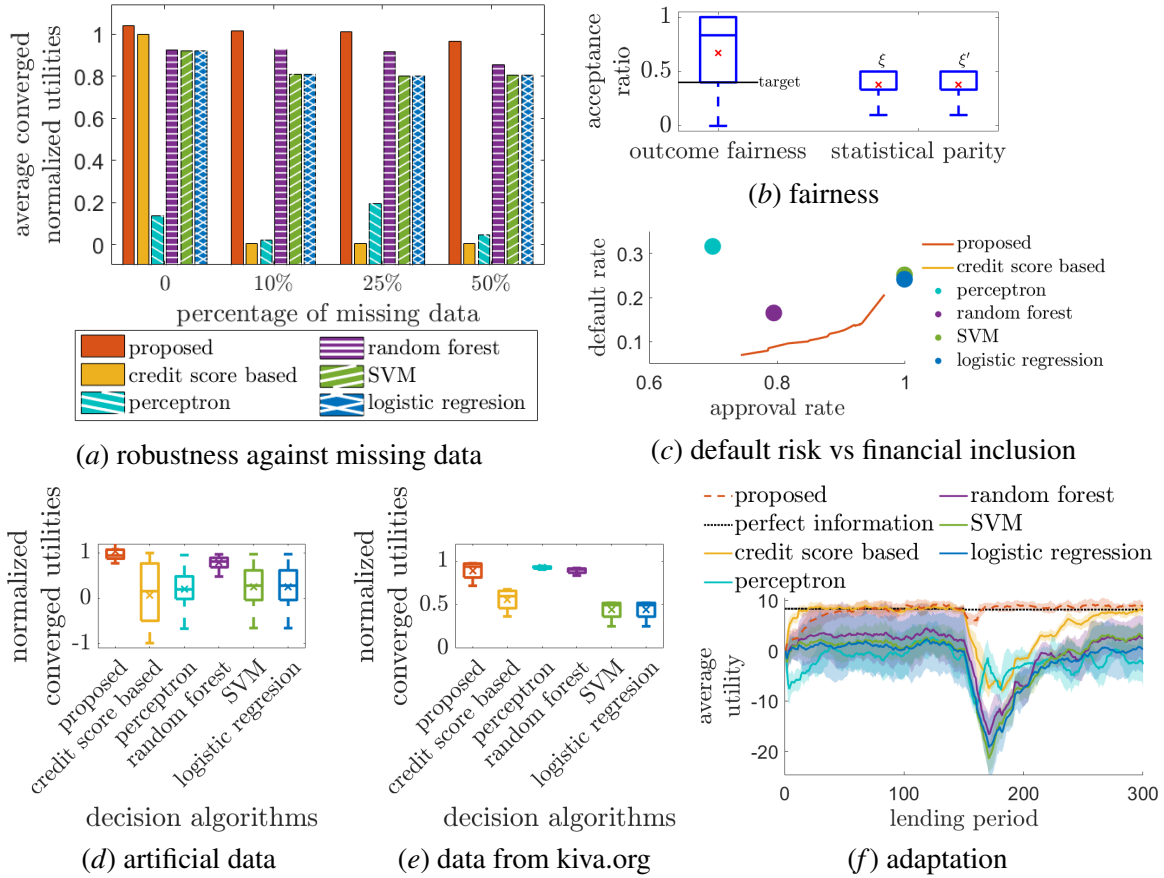 average converged
normalized utilities
1
0.8
0.6
0.4
0.2
0
0
10%
25%
50%
percentage of missing data
proposed
credit score based
perceptron
random forest
SVM
logistic regresion
(a) robustness against missing data
acceptance
ratio
1
0.5
0
target
ξ
ξ′
outcome fairness
statistical parity
(b) fairness
default rate
0.3
0.2
0.1
0.6
0.8
1
approval rate
proposed
credit score based
perceptron
random forest
SVM
logistic regression
(c) default risk vs financial inclusion
normalized
converged utilities
1
0
-1
proposed
credit score based
perceptron
random forest
SVM
logistic regresion
decision algorithms
(d) artificial data
normalized
converged utilities
1
0.5
0
proposed
credit score based
perceptron
random forest
SVM
logistic regresion
decision algorithms
(e) data from kiva.org
proposed
perfect information
credit score based
perceptron
random forest
SVM
logistic regression
average
utility
10
0
-10
-20
0
100
200
300
lending period
(f) adaptation